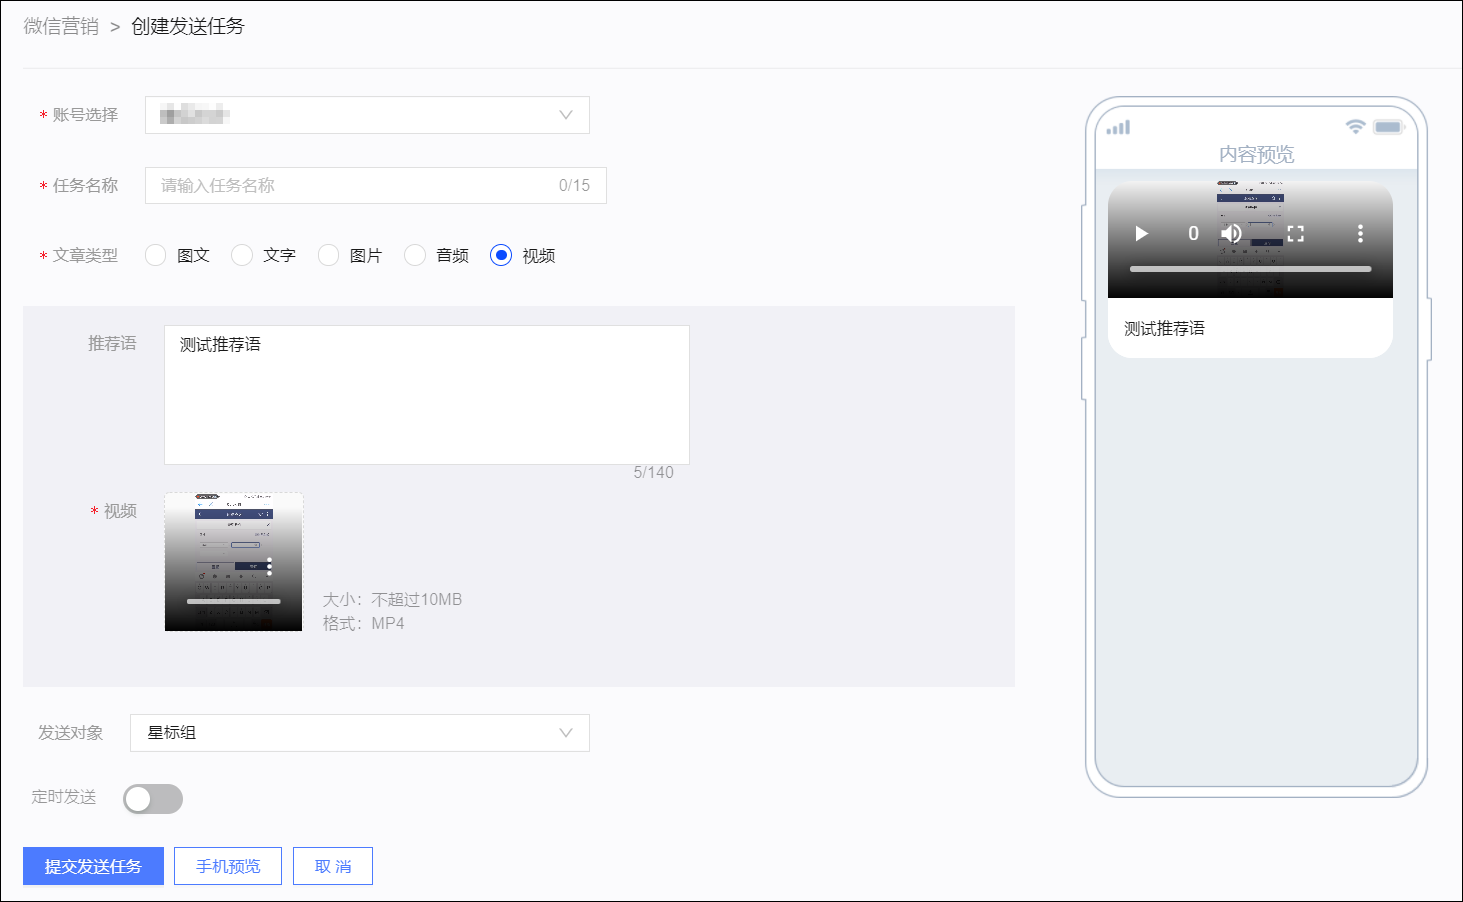 微信营销 > 创建发送任务
* 账号选择
* 任务名称 请输入任务名称 0/15
* 文章类型 图文 文字 图片 音频 视频
推荐语 测试推荐语
5/140
* 视频
大小：不超过10MB
格式：MP4
发送对象 星标组
定时发送
提交发送任务 手机预览 取 消
内容预览
0
测试推荐语